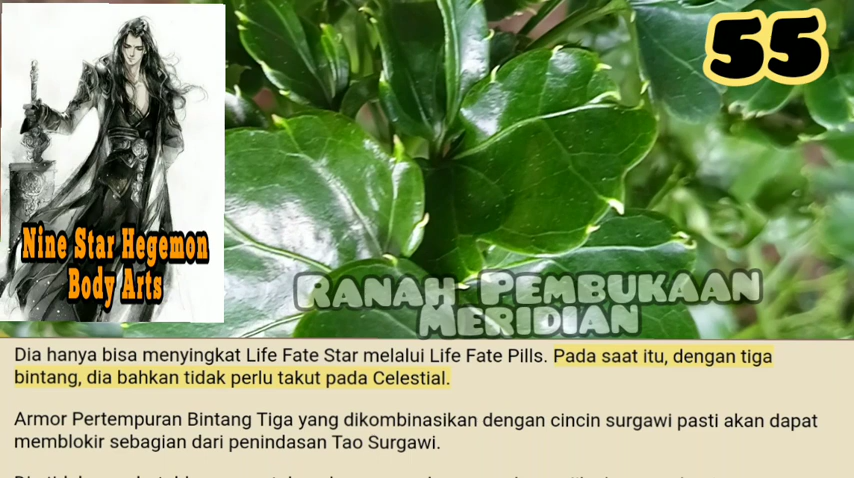 55
Nine Star Hegemon
Body Arts
Ranah Pembukaan
Meridian
Dia hanya bisa menyingkat Life Fate Star melalui Life Fate Pills. Pada saat itu, dengan tiga
bintang, dia bahkan tidak perlu takut pada Celestial.
Armor Pertempuran Bintang Tiga yang dikombinasikan dengan cincin surgawi pasti akan dapat
memblokir sebagian dari penindasan Tao Surgawi.